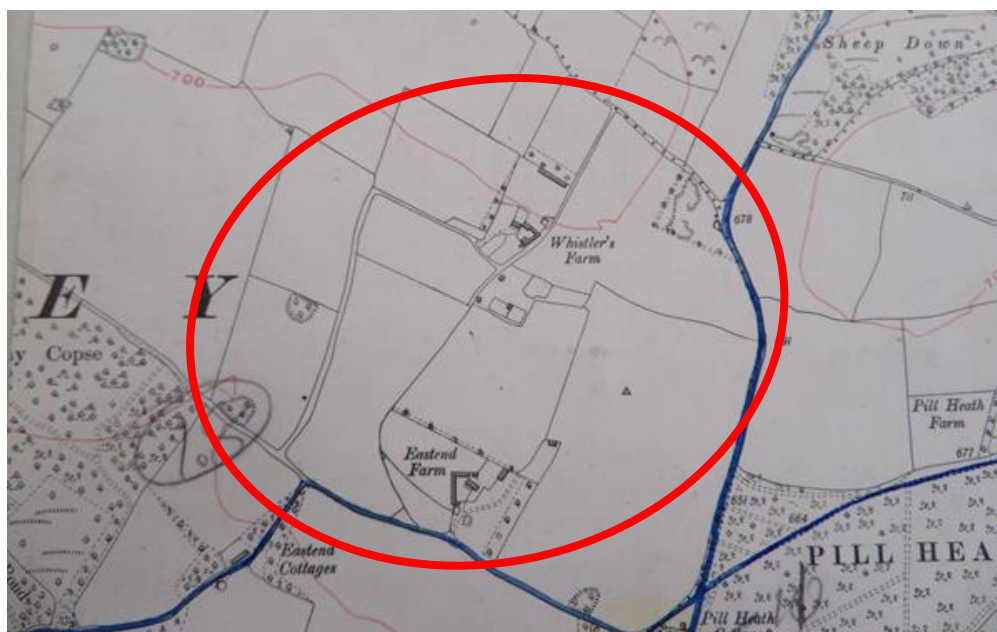 Sheep Down
700
711
678
Whistler's
Farm
E Y
Copse
Pill Heath
Farm
677
Eastend
Farm
651
664
PILL HEA
Eastend
Cottages
Pill Heath